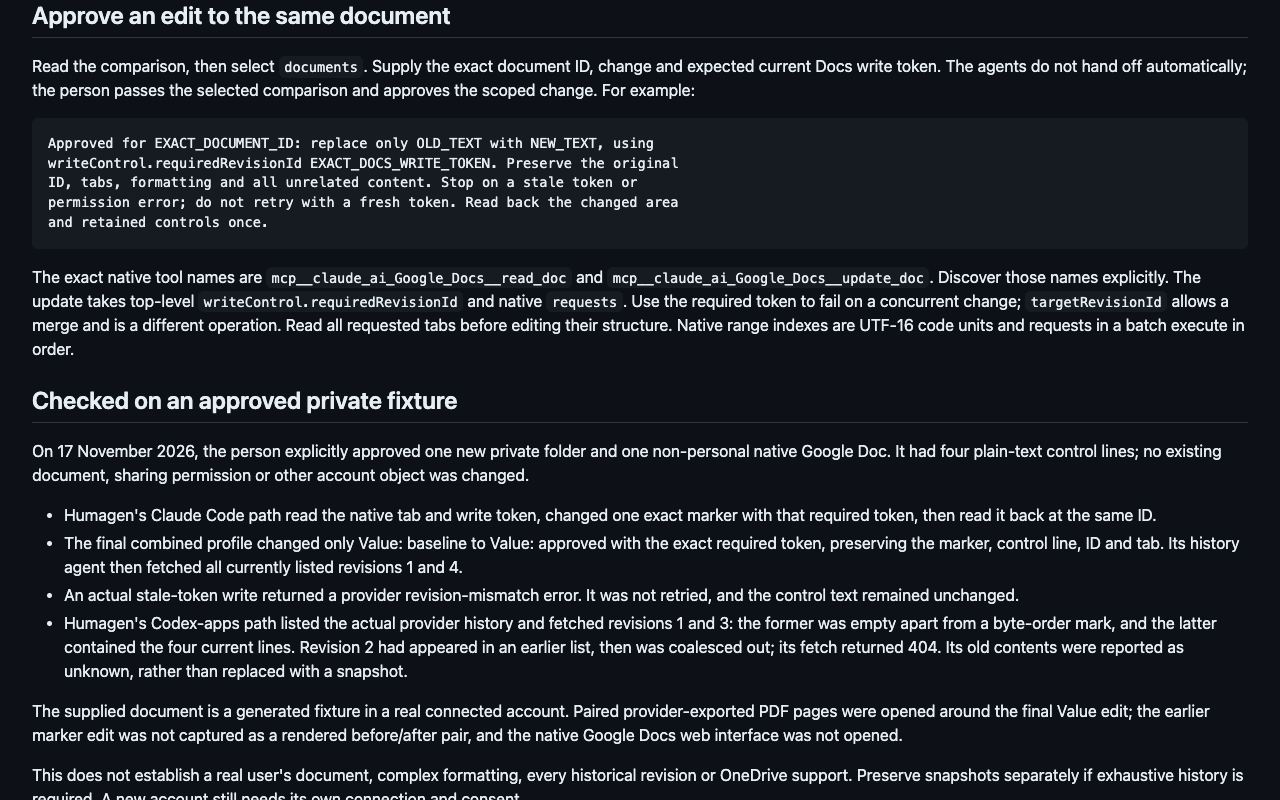 Approve an edit to the same document
Read the comparison, then select documents. Supply the exact document ID, change and expected current Docs write token. The agents do not hand off automatically;
the person passes the selected comparison and approves the scoped change. For example:
Approved for EXACT_DOCUMENT_ID: replace only OLD_TEXT with NEW_TEXT, using
writeControl.requiredRevisionId EXACT_DOCS_WRITE_TOKEN. Preserve the original
ID, tabs, formatting and all unrelated content. Stop on a stale token or
permission error; do not retry with a fresh token. Read back the changed area
and retained controls once.
The exact native tool names are mcp__claude_ai_Google_Docs__read_doc and mcp__claude_ai_Google_Docs__update_doc. Discover those names explicitly. The
update takes top-level writeControl.requiredRevisionId and native requests. Use the required token to fail on a concurrent change; targetRevisionId allows a
merge and is a different operation. Read all requested tabs before editing their structure. Native range indexes are UTF-16 code units and requests in a batch execute in
order.
Checked on an approved private fixture
On 17 November 2026, the person explicitly approved one new private folder and one non-personal native Google Doc. It had four plain-text control lines; no existing
document, sharing permission or other account object was changed.
• Humagen's Claude Code path read the native tab and write token, changed one exact marker with that required token, then read it back at the same ID.
• The final combined profile changed only Value: baseline to Value: approved with the exact required token, preserving the marker, control line, ID and tab. Its history
agent then fetched all currently listed revisions 1 and 4.
• An actual stale-token write returned a provider revision-mismatch error. It was not retried, and the control text remained unchanged.
• Humagen's Codex-apps path listed the actual provider history and fetched revisions 1 and 3: the former was empty apart from a byte-order mark, and the latter
contained the four current lines. Revision 2 had appeared in an earlier list, then was coalesced out; its fetch returned 404. Its old contents were reported as
unknown, rather than replaced with a snapshot.
The supplied document is a generated fixture in a real connected account. Paired provider-exported PDF pages were opened around the final Value edit; the earlier
marker edit was not captured as a rendered before/after pair, and the native Google Docs web interface was not opened.
This does not establish a real user's document, complex formatting, every historical revision or OneDrive support. Preserve snapshots separately if exhaustive history is
required. A new account still needs its own connection and consent.